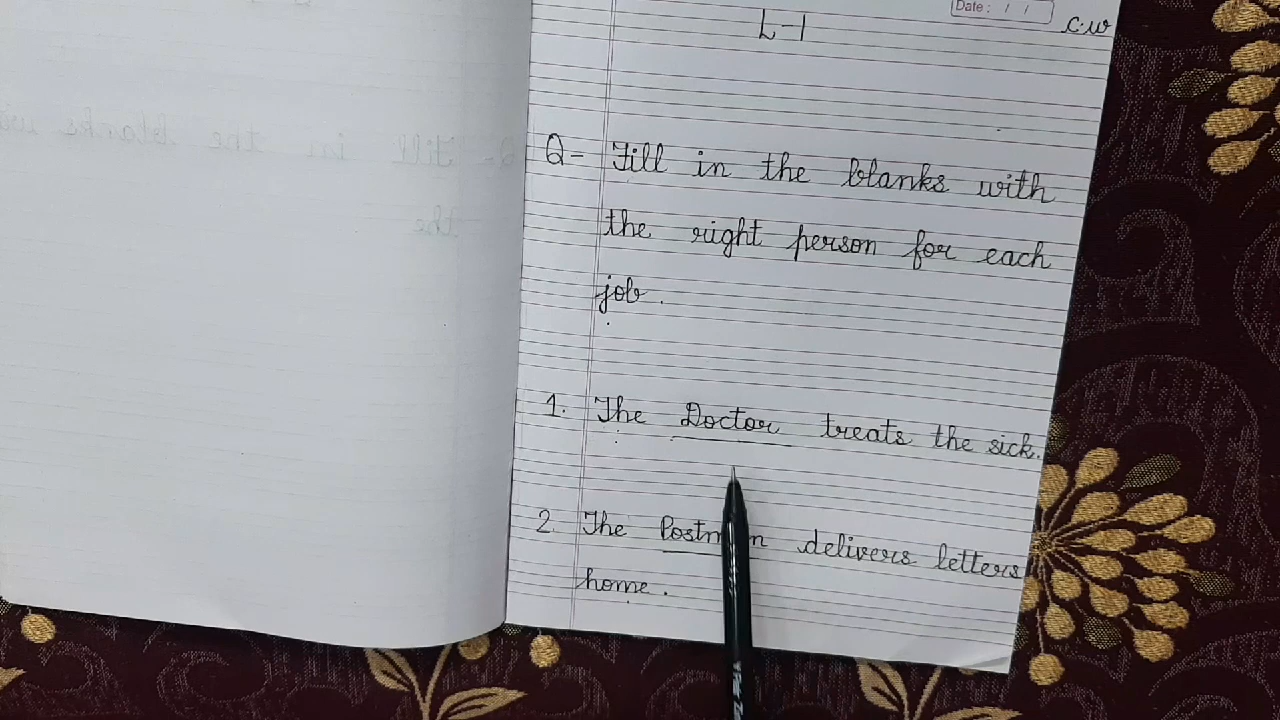 Date: / /
C.W
L-1
Q- Fill in the blanks with
the right person for each
job.
1. The Doctor treats the sick.
2. The Postman delivers letters
home.